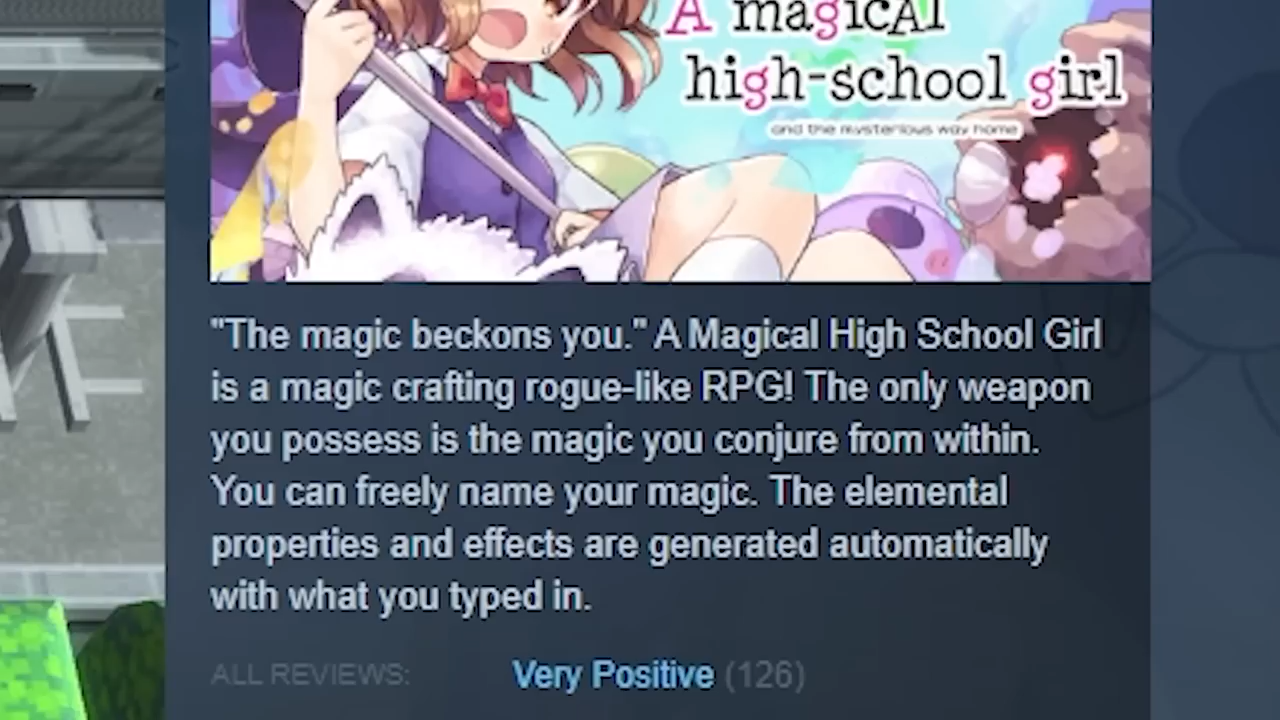 A magicAl
high-school girl
and the mysterious way home
"The magic beckons you." A Magical High School Girl
is a magic crafting rogue-like RPG! The only weapon
you possess is the magic you conjure from within.
You can freely name your magic. The elemental
properties and effects are generated automatically
with what you typed in.
ALL REVIEWS: Very Positive (126)